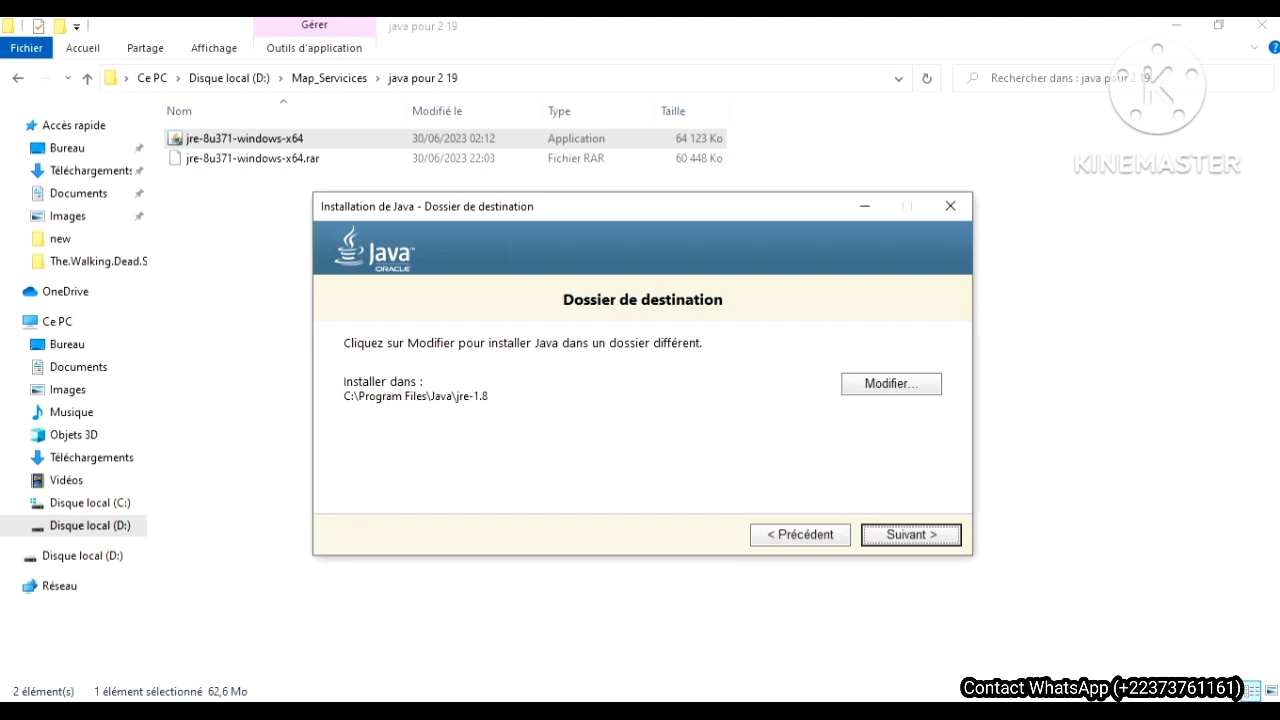 Gérer
java pour 2 19
Fichier
Accueil
Partage
Affichage
Outils d'application
Ce PC > Disque local (D:) > Map_Servicices > java pour 2 19
Rechercher dans : java pour 2 19
KINEMASTER
Nom
Modifié le
Type
Taille
jre-8u371-windows-x64 30/06/2023 02:12 Application 64 123 Ko
jre-8u371-windows-x64.rar 30/06/2023 22:03 Fichier RAR 60 448 Ko
Accès rapide
Bureau
Téléchargements
Documents
Images
new
The.Walking.Dead.S
OneDrive
Ce PC
Bureau
Documents
Images
Musique
Objets 3D
Téléchargements
Vidéos
Disque local (C:)
Disque local (D:)
Disque local (D:)
Réseau
Installation de Java - Dossier de destination
Java™
ORACLE
Dossier de destination
Cliquez sur Modifier pour installer Java dans un dossier différent.
Installer dans :
C:\Program Files\Java\jre-1.8
Modifier...
< Précédent
Suivant >
2 élément(s)
1 élément sélectionné 62,6 Mo
Contact WhatsApp (+22373761161)